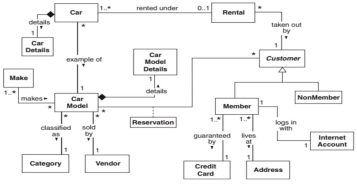 Car
1..*
rented under
0..1
Rental
*
details
taken out
by
1
Car
Details
*
example of
Car
Model
Details
1
*
Customer
Make
1..*
makes
*
1
Car
Model
details
*
*
Reservation
NonMember
Member
1
*
*
classified
as
sold
by
1..*
1..*
logs in
with
guaranteed
by
lives
at
1
Internet
Account
1
1
1
1
Category
Vendor
Credit
Card
Address